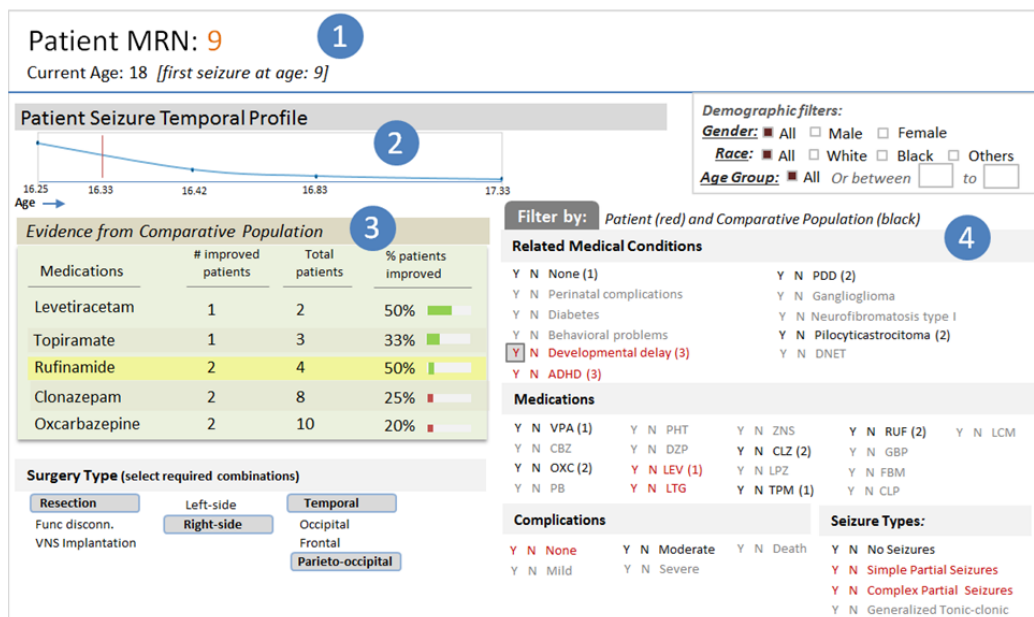 Patient MRN: 9
1
Current Age: 18 [first seizure at age: 9]
Patient Seizure Temporal Profile
2
16.25 16.33 16.42 16.83 17.33
Age
Demographic filters:
Gender: All Male Female
Race: All White Black Others
Age Group: All Or between to
Evidence from Comparative Population
3
Medications # improved patients Total patients % patients improved
Levetiracetam 1 2 50%
Topiramate 1 3 33%
Rufinamide 2 4 50%
Clonazepam 2 8 25%
Oxcarbazepine 2 10 20%
Surgery Type (select required combinations)
Resection Left-side Temporal
Func disconn. Right-side Occipital
VNS Implantation Frontal
Parieto-occipital
Filter by: Patient (red) and Comparative Population (black)
4
Related Medical Conditions
Y N None (1) Y N PDD (2)
Y N Perinatal complications Y N Ganglioglioma
Y N Diabetes Y N Neurofibromatosis type I
Y N Behavioral problems Y N Pilocyticastrocitoma (2)
Y N Developmental delay (3) Y N DNET
Y N ADHD (3)
Medications
Y N VPA (1) Y N PHT Y N ZNS Y N RUF (2) Y N LCM
Y N CBZ Y N DZP Y N CLZ (2) Y N GBP
Y N OXC (2) Y N LEV (1) Y N LPZ Y N FBM
Y N PB Y N LTG Y N TPM (1) Y N CLP
Complications
Y N None Y N Moderate Y N Death
Y N Mild Y N Severe
Seizure Types:
Y N No Seizures
Y N Simple Partial Seizures
Y N Complex Partial Seizures
Y N Generalized Tonic-clonic